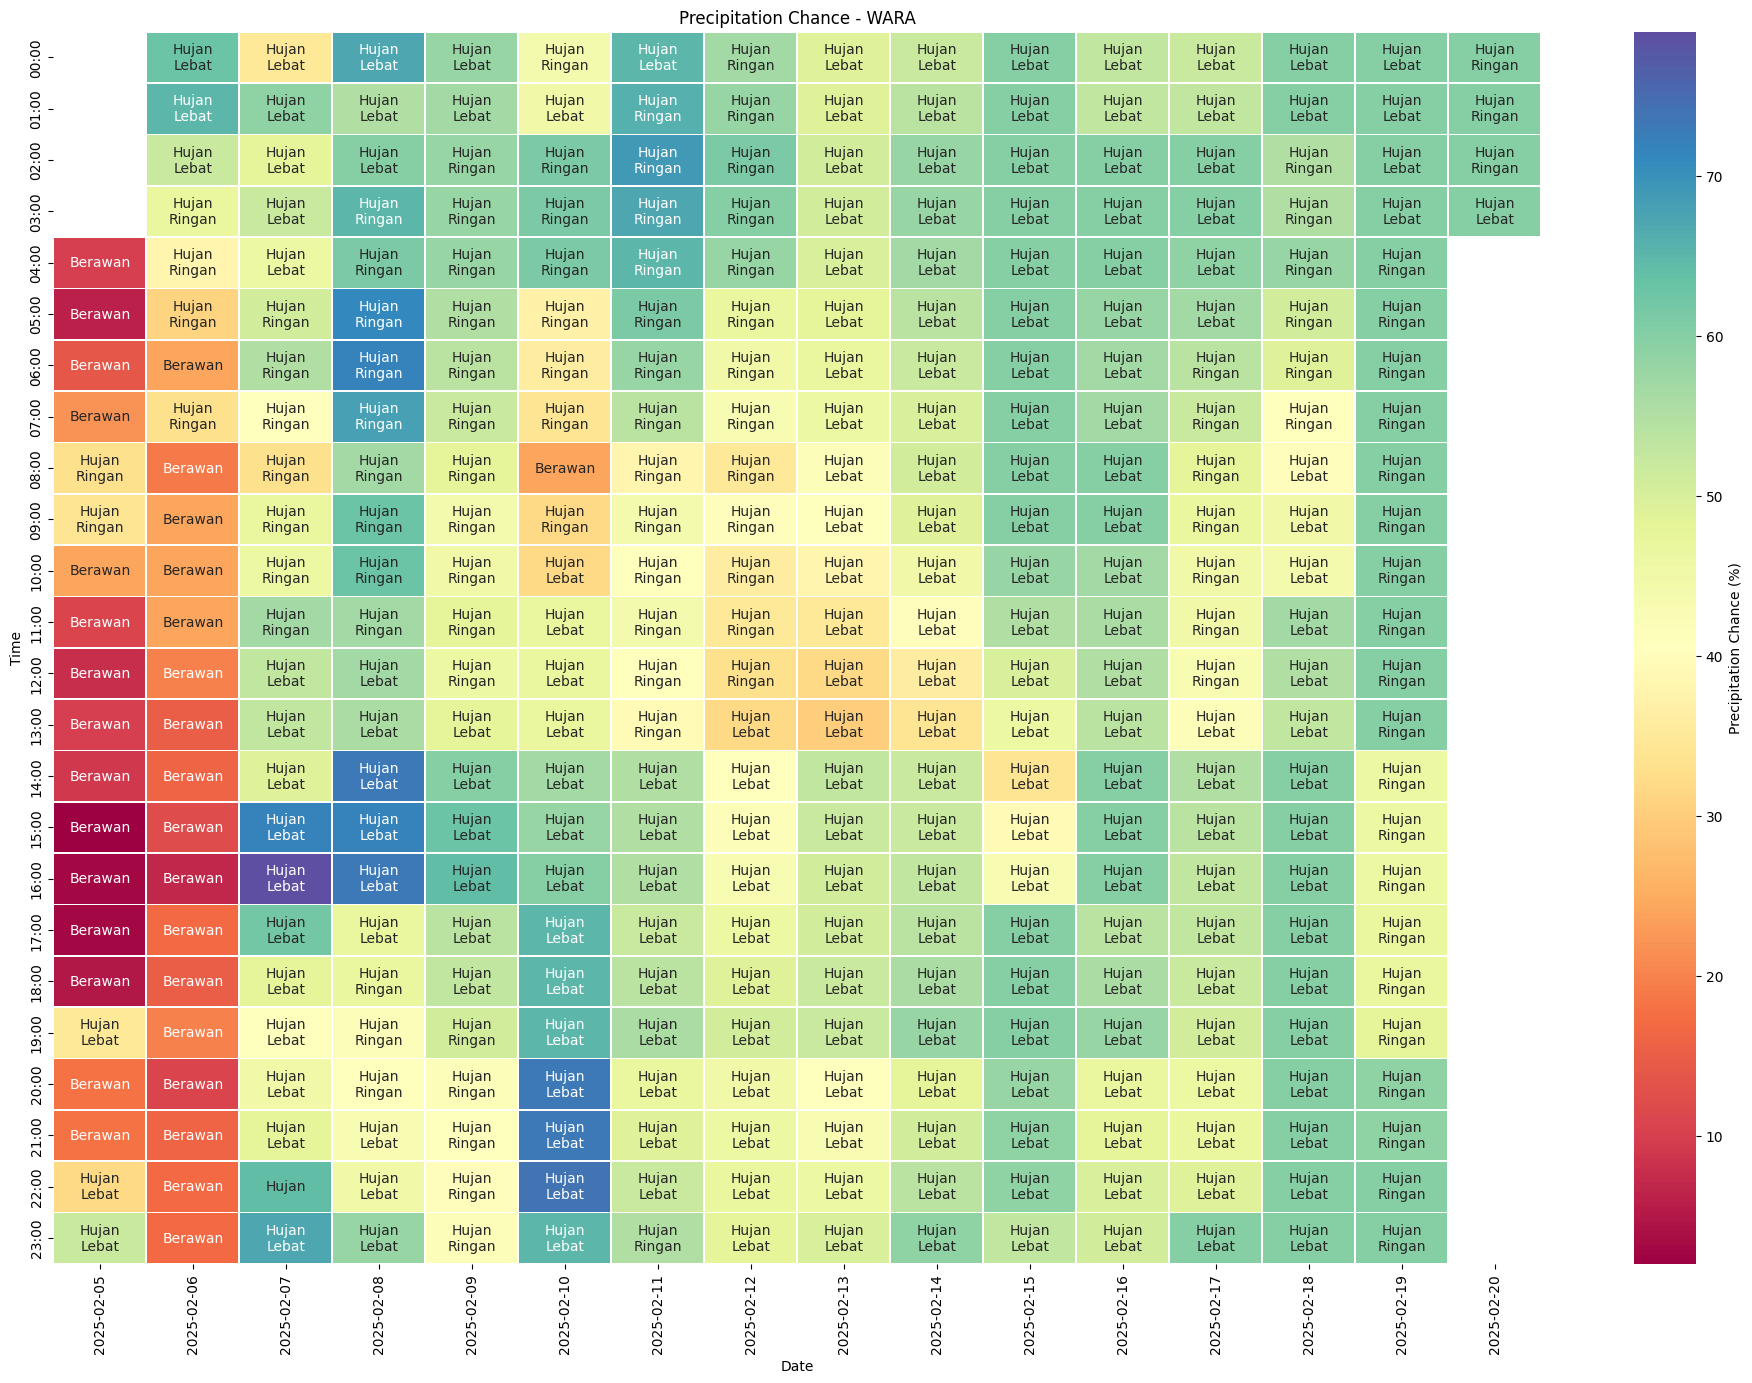 Precipitation Chance - WARA
00:00
Hujan Hujan Hujan Hujan Hujan Hujan Hujan Hujan Hujan Hujan Hujan Hujan Hujan Hujan Hujan
Lebat Lebat Lebat Lebat Ringan Lebat Ringan Lebat Lebat Lebat Lebat Lebat Lebat Lebat Ringan
01:00
Hujan Hujan Hujan Hujan Hujan Hujan Hujan Hujan Hujan Hujan Hujan Hujan Hujan Hujan Hujan
Lebat Lebat Lebat Lebat Lebat Ringan Ringan Lebat Lebat Lebat Lebat Lebat Lebat Lebat Ringan
02:00
Hujan Hujan Hujan Hujan Hujan Hujan Hujan Hujan Hujan Hujan Hujan Hujan Hujan Hujan Hujan
Lebat Lebat Lebat Ringan Ringan Ringan Ringan Lebat Lebat Lebat Lebat Lebat Ringan Lebat Ringan
03:00
Hujan Hujan Hujan Hujan Hujan Hujan Hujan Hujan Hujan Hujan Hujan Hujan Hujan Hujan Hujan
Ringan Lebat Ringan Ringan Ringan Ringan Ringan Lebat Lebat Lebat Lebat Lebat Ringan Lebat Lebat
04:00
Berawan Hujan Hujan Hujan Hujan Hujan Hujan Hujan Hujan Hujan Hujan Hujan Hujan Hujan Hujan
Ringan Lebat Ringan Ringan Ringan Ringan Ringan Lebat Lebat Lebat Lebat Lebat Ringan Ringan
05:00
Berawan Hujan Hujan Hujan Hujan Hujan Hujan Hujan Hujan Hujan Hujan Hujan Hujan Hujan Hujan
Ringan Ringan Ringan Ringan Ringan Ringan Ringan Lebat Lebat Lebat Lebat Lebat Ringan Ringan
06:00
Berawan Berawan Hujan Hujan Hujan Hujan Hujan Hujan Hujan Hujan Hujan Hujan Hujan Hujan Hujan
Ringan Ringan Ringan Ringan Ringan Ringan Lebat Lebat Lebat Lebat Ringan Ringan Ringan
07:00
Berawan Hujan Hujan Hujan Hujan Hujan Hujan Hujan Hujan Hujan Hujan Hujan Hujan Hujan Hujan
Ringan Ringan Ringan Ringan Ringan Ringan Ringan Lebat Lebat Lebat Lebat Ringan Ringan Ringan
08:00
Hujan Berawan Hujan Hujan Hujan Berawan Hujan Hujan Hujan Hujan Hujan Hujan Hujan Hujan Hujan
Ringan Ringan Ringan Ringan Ringan Ringan Lebat Lebat Lebat Lebat Ringan Lebat Ringan
09:00
Hujan Berawan Hujan Hujan Hujan Hujan Hujan Hujan Hujan Hujan Hujan Hujan Hujan Hujan Hujan
Ringan Ringan Ringan Ringan Ringan Ringan Ringan Lebat Lebat Lebat Lebat Ringan Lebat Ringan
10:00
Berawan Berawan Hujan Hujan Hujan Hujan Hujan Hujan Hujan Hujan Hujan Hujan Hujan Hujan Hujan
Ringan Ringan Ringan Lebat Ringan Ringan Lebat Lebat Lebat Lebat Ringan Lebat Ringan
11:00
Berawan Berawan Hujan Hujan Hujan Hujan Hujan Hujan Hujan Hujan Hujan Hujan Hujan Hujan Hujan
Ringan Ringan Ringan Lebat Ringan Ringan Lebat Lebat Lebat Lebat Ringan Lebat Ringan
12:00
Berawan Berawan Hujan Hujan Hujan Hujan Hujan Hujan Hujan Hujan Hujan Hujan Hujan Hujan Hujan
Lebat Lebat Ringan Lebat Ringan Ringan Lebat Lebat Lebat Lebat Ringan Lebat Ringan
13:00
Berawan Berawan Hujan Hujan Hujan Hujan Hujan Hujan Hujan Hujan Hujan Hujan Hujan Hujan Hujan
Lebat Lebat Lebat Lebat Ringan Lebat Lebat Lebat Lebat Lebat Lebat Lebat Ringan
14:00
Berawan Berawan Hujan Hujan Hujan Hujan Hujan Hujan Hujan Hujan Hujan Hujan Hujan Hujan Hujan
Lebat Lebat Lebat Lebat Lebat Lebat Lebat Lebat Lebat Lebat Lebat Lebat Ringan
15:00
Berawan Berawan Hujan Hujan Hujan Hujan Hujan Hujan Hujan Hujan Hujan Hujan Hujan Hujan Hujan
Lebat Lebat Lebat Lebat Lebat Lebat Lebat Lebat Lebat Lebat Lebat Lebat Ringan
16:00
Berawan Berawan Hujan Hujan Hujan Hujan Hujan Hujan Hujan Hujan Hujan Hujan Hujan Hujan Hujan
Lebat Lebat Lebat Lebat Lebat Lebat Lebat Lebat Lebat Lebat Lebat Lebat Ringan
17:00
Berawan Berawan Hujan Hujan Hujan Hujan Hujan Hujan Hujan Hujan Hujan Hujan Hujan Hujan Hujan
Lebat Lebat Lebat Lebat Lebat Lebat Lebat Lebat Lebat Lebat Lebat Lebat Ringan
18:00
Berawan Berawan Hujan Hujan Hujan Hujan Hujan Hujan Hujan Hujan Hujan Hujan Hujan Hujan Hujan
Lebat Ringan Lebat Lebat Lebat Lebat Lebat Lebat Lebat Lebat Lebat Lebat Ringan
19:00
Hujan Berawan Hujan Hujan Hujan Hujan Hujan Hujan Hujan Hujan Hujan Hujan Hujan Hujan Hujan
Lebat Lebat Ringan Ringan Lebat Lebat Lebat Lebat Lebat Lebat Lebat Lebat Lebat Ringan
20:00
Berawan Berawan Hujan Hujan Hujan Hujan Hujan Hujan Hujan Hujan Hujan Hujan Hujan Hujan Hujan
Lebat Ringan Ringan Lebat Lebat Lebat Lebat Lebat Lebat Lebat Lebat Lebat Ringan
21:00
Berawan Berawan Hujan Hujan Hujan Hujan Hujan Hujan Hujan Hujan Hujan Hujan Hujan Hujan Hujan
Lebat Lebat Ringan Lebat Lebat Lebat Lebat Lebat Lebat Lebat Lebat Lebat Ringan
22:00
Hujan Berawan Hujan Hujan Hujan Hujan Hujan Hujan Hujan Hujan Hujan Hujan Hujan Hujan Hujan
Lebat Lebat Ringan Lebat Lebat Lebat Lebat Lebat Lebat Lebat Lebat Lebat Ringan
23:00
Hujan Berawan Hujan Hujan Hujan Hujan Hujan Hujan Hujan Hujan Hujan Hujan Hujan Hujan Hujan
Lebat Lebat Lebat Ringan Lebat Ringan Lebat Lebat Lebat Lebat Lebat Lebat Lebat Ringan
Time
2025-02-05
2025-02-06
2025-02-07
2025-02-08
2025-02-09
2025-02-10
2025-02-11
2025-02-12
2025-02-13
2025-02-14
2025-02-15
2025-02-16
2025-02-17
2025-02-18
2025-02-19
2025-02-20
Date
70
60
50
40
30
20
10
Precipitation Chance (%)